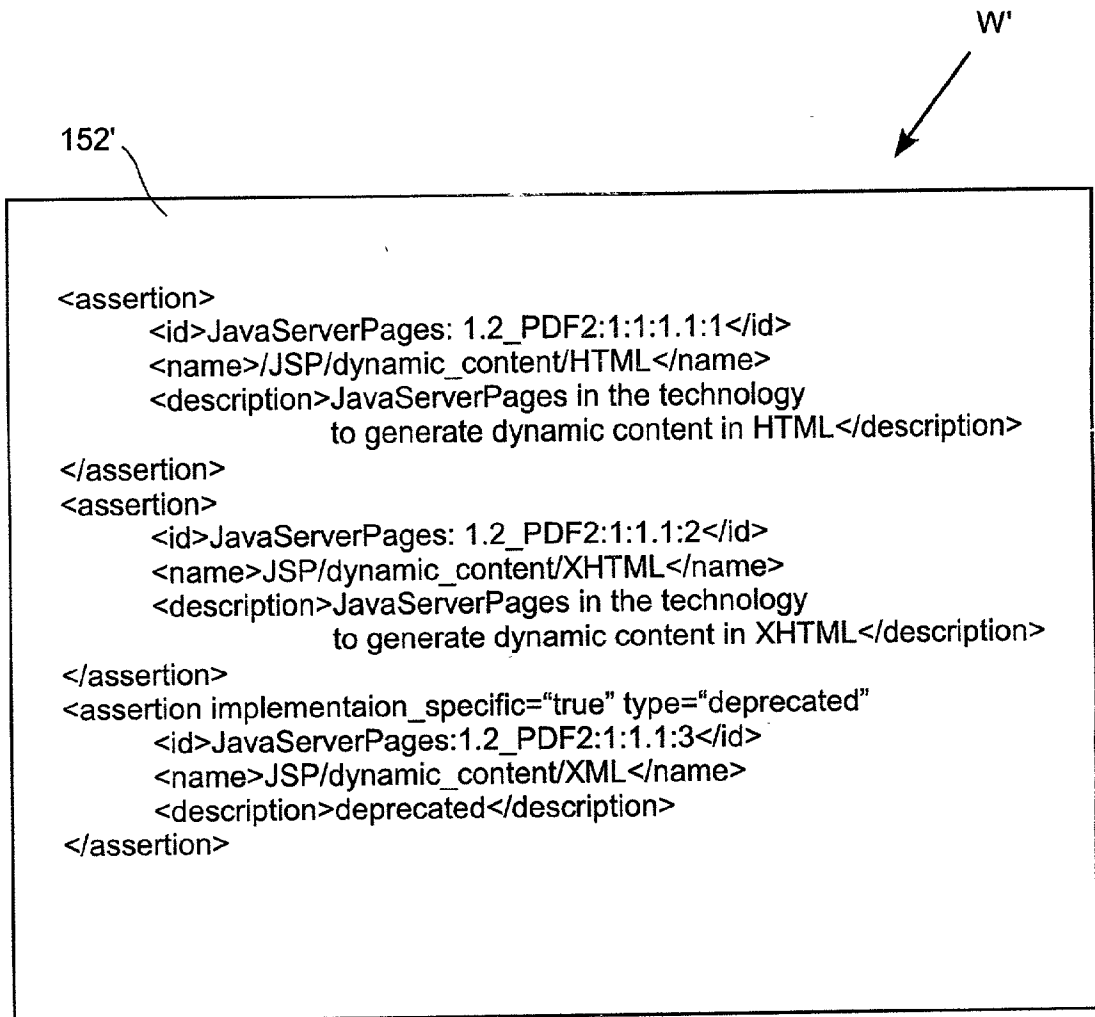 W'
152'
<assertion>
<id>JavaServerPages: 1.2_PDF2:1:1:1.1:1</id>
<name>/JSP/dynamic_content/HTML</name>
<description>JavaServerPages in the technology
to generate dynamic content in HTML</description>
</assertion>
<assertion>
<id>JavaServerPages: 1.2_PDF2:1:1.1:2</id>
<name>JSP/dynamic_content/XHTML</name>
<description>JavaServerPages in the technology
to generate dynamic content in XHTML</description>
</assertion>
<assertion implementaion_specific=“true” type=“deprecated”
<id>JavaServerPages:1.2_PDF2:1:1.1:3</id>
<name>JSP/dynamic_content/XML</name>
<description>deprecated</description>
</assertion>